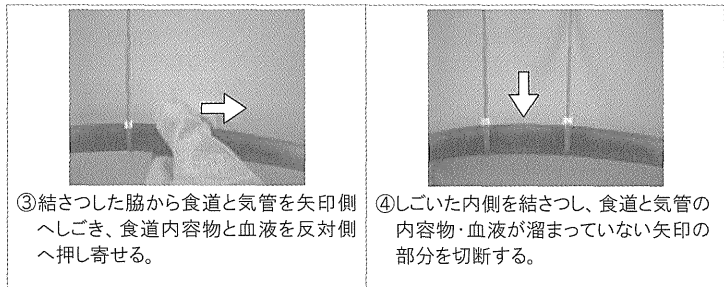 ③結さつした脇から食道と気管を矢印側
へしごき、食道内容物と血液を反対側
へ押し寄せる。
④しごいた内側を結さつし、食道と気管の
内容物・血液が溜まっていない矢印の
部分を切断する。